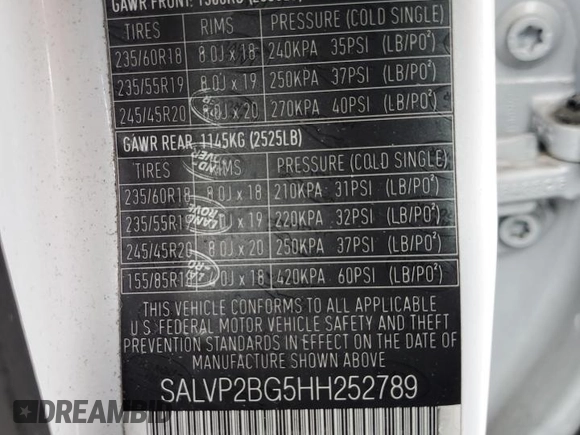 GAWR FRONT:
TIRES RIMS PRESSURE (COLD SINGLE)
235/60R18 8.0J x 18 240KPA 35PSI (LB/PO²)
235/55R19 8.0J x 19 250KPA 37PSI (LB/PO²)
245/45R20 8.0J x 20 270KPA 40PSI (LB/PO²)
GAWR REAR 1145KG (2525LB)
TIRES RIMS PRESSURE (COLD SINGLE)
235/60R18 8.0J x 18 210KPA 31PSI (LB/PO²)
235/55R19 8.0J x 19 220KPA 32PSI (LB/PO²)
245/45R20 8.0J x 20 250KPA 37PSI (LB/PO²)
155/85R18 4.0J x 18 420KPA 60PSI (LB/PO²)
THIS VEHICLE CONFORMS TO ALL APPLICABLE
U.S. FEDERAL MOTOR VEHICLE SAFETY AND THEFT
PREVENTION STANDARDS IN EFFECT ON THE DATE
OF MANUFACTURE SHOWN ABOVE.
SALVP2BG5HH252789
DREAMBID